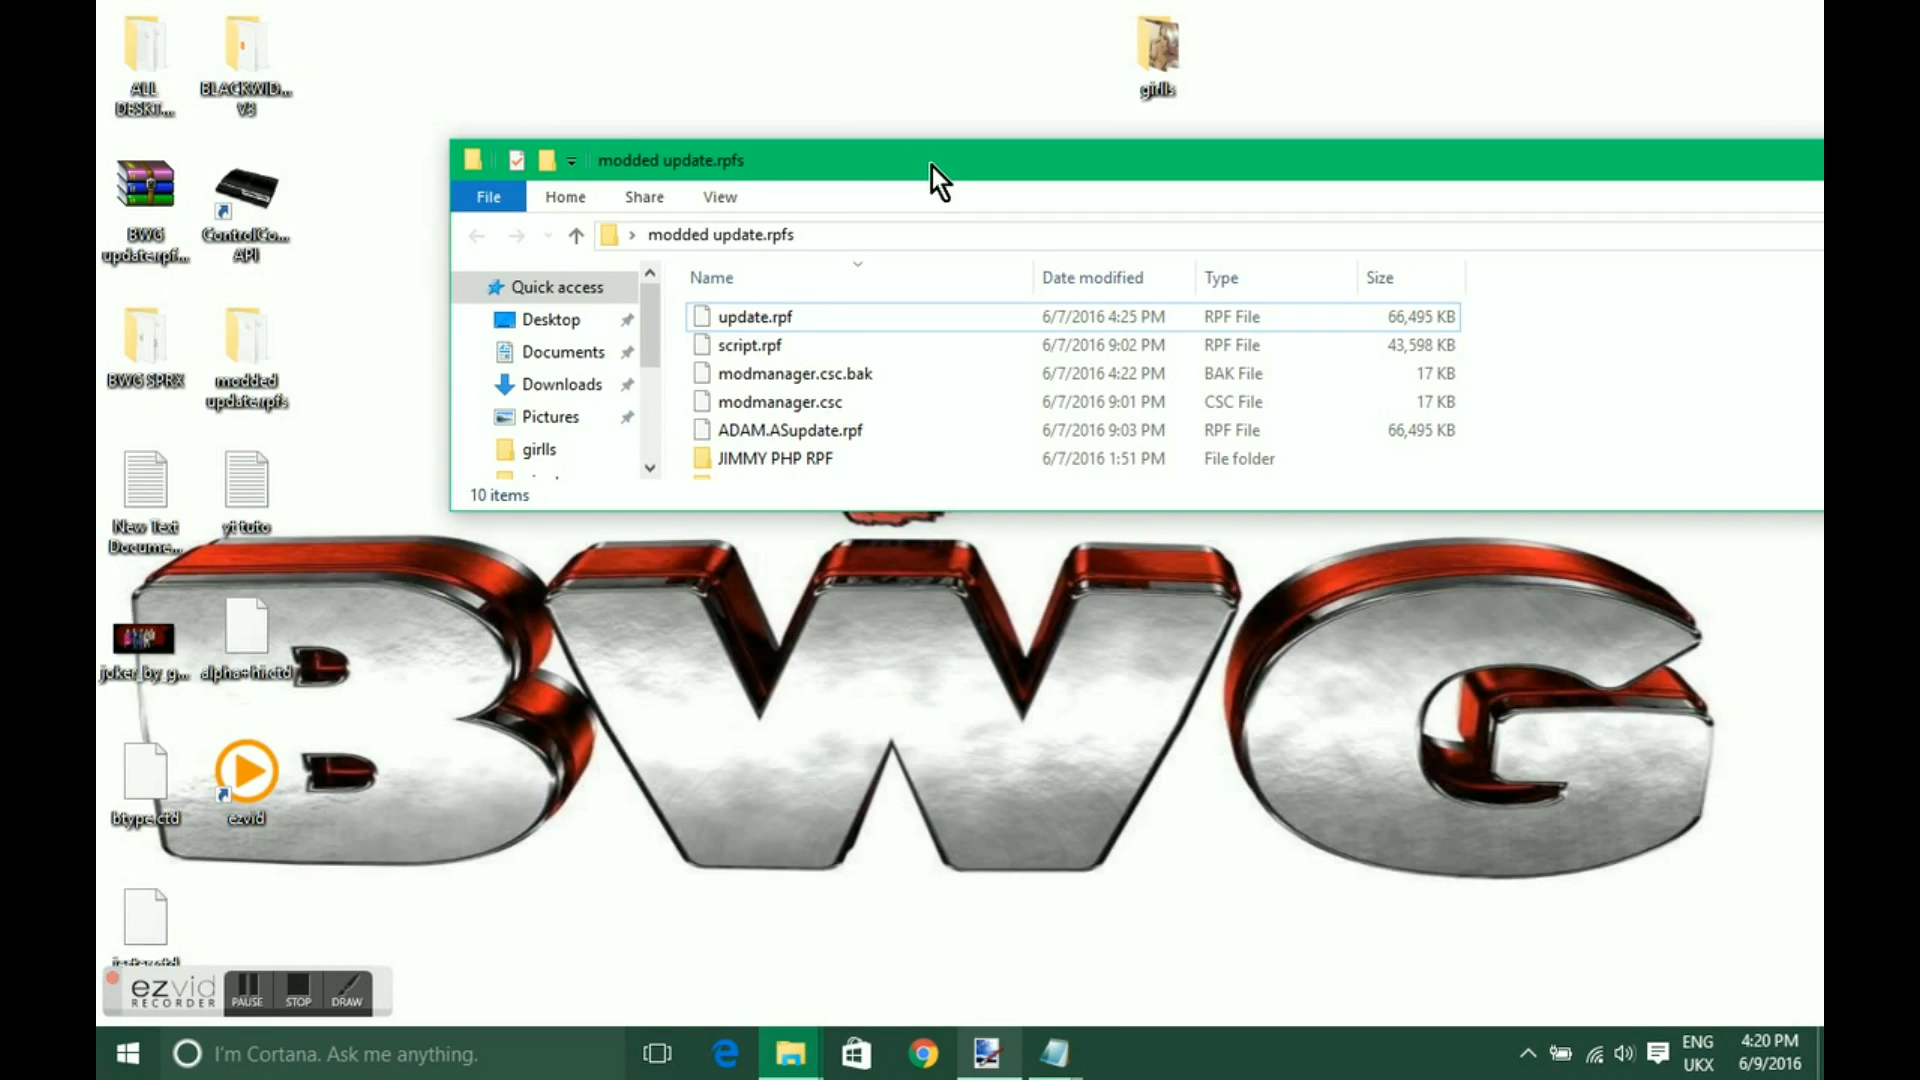 ALL
DESKT...
BLACKWID...
V3
girlls
BWG
update.rpf...
ControlCo...
API
BWG SPRX
modded
update.rpfs
New Text
Docume...
yt tuto
joker_by_g...
btype.ctd
ezvid
modded update.rpfs
File
Home
Share
View
modded update.rpfs
Quick access
Desktop
Documents
Downloads
Pictures
girlls
Name Date modified Type Size
update.rpf 6/7/2016 4:25 PM RPF File 66,495 KB
script.rpf 6/7/2016 9:02 PM RPF File 43,598 KB
modmanager.csc.bak 6/7/2016 4:22 PM BAK File 17 KB
modmanager.csc 6/7/2016 9:01 PM CSC File 17 KB
ADAM.ASupdate.rpf 6/7/2016 9:03 PM RPF File 66,495 KB
JIMMY PHP RPF 6/7/2016 1:51 PM File folder
10 items
BWG
ezvid
RECORDER
PAUSE
STOP
DRAW
I'm Cortana. Ask me anything.
ENG
UKX
4:20 PM
6/9/2016